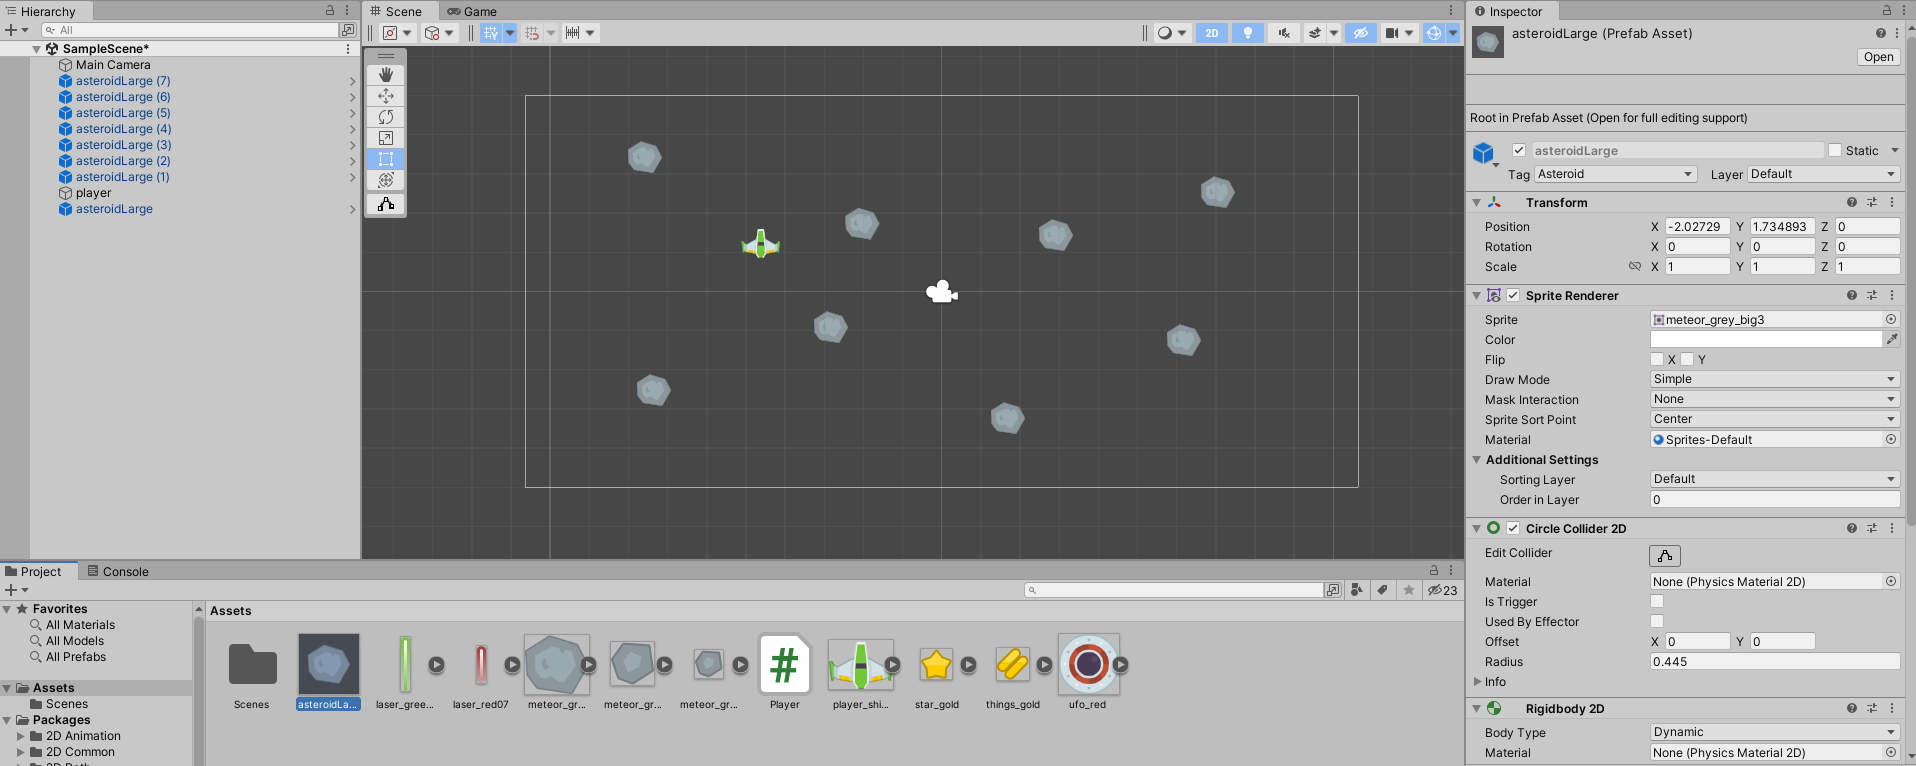 Hierarchy
All
SampleScene*
Main Camera
asteroidLarge (7)
asteroidLarge (6)
asteroidLarge (5)
asteroidLarge (4)
asteroidLarge (3)
asteroidLarge (2)
asteroidLarge (1)
player
asteroidLarge
Scene Game
2D
Inspector
asteroidLarge (Prefab Asset)
Open
Root in Prefab Asset (Open for full editing support)
asteroidLarge Static
Tag Asteroid Layer Default
Transform
Position X -2.02729 Y 1.734893 Z 0
Rotation X 0 Y 0 Z 0
Scale X 1 Y 1 Z 1
Sprite Renderer
Sprite meteor_grey_big3
Color
Flip X Y
Draw Mode Simple
Mask Interaction None
Sprite Sort Point Center
Material Sprites-Default
Additional Settings
Sorting Layer Default
Order in Layer 0
Circle Collider 2D
Edit Collider
Material None (Physics Material 2D)
Is Trigger
Used By Effector
Offset X 0 Y 0
Radius 0.445
Info
Rigidbody 2D
Body Type Dynamic
Material None (Physics Material 2D)
Project Console
23
Favorites
All Materials
All Models
All Prefabs
Assets
Scenes
Packages
2D Animation
2D Common
Assets
Scenes
asteroidLa...
laser_gree...
laser_red07
meteor_gr...
meteor_gr...
meteor_gr...
#
Player
player_shi...
star_gold
things_gold
ufo_red